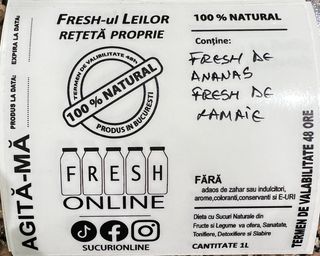 FRESH-ul LEILOR
REȚETĂ PROPRIE
TERMEN DE VALABILITATE 48h
100 % NATURAL
PRODUS IN BUCURESTI
FRESH
ONLINE
SUCURIONLINE
AGITĂ-MĂ
PRODUS LA DATA:
EXPIRA LA DATA:
100 % NATURAL
Conține:
FRESH DE
ANANAS
FRESH DE
LAMAIE
FĂRĂ
adaos de zahar sau indulcitori,
arome,coloranti,conservanti si E-URI
Dieta cu Sucuri Naturale din
Fructe si Legume va ofera, Sanatate,
Tonifiere, Detoxifiere si Slabire
CANTITATE 1L
TERMEN DE VALABILITATE 48 ORE